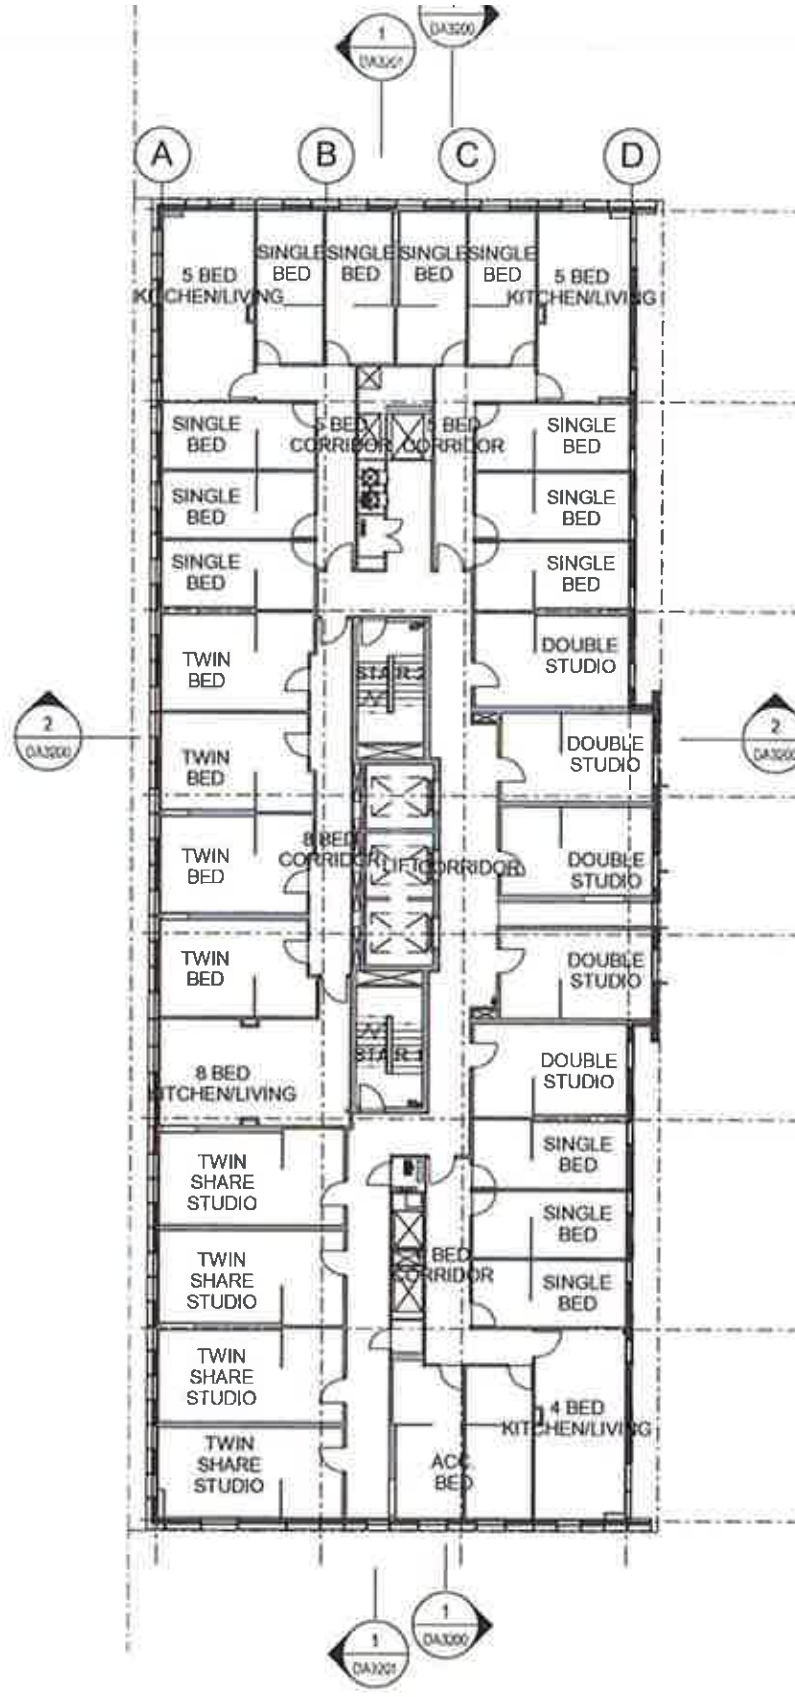 1
DA3201
DA3200
A
B
C
D
5 BED
KITCHEN/LIVING
SINGLE
BED
SINGLE
BED
SINGLE
BED
SINGLE
BED
5 BED
KITCHEN/LIVING
SINGLE
BED
5 BED
CORRIDOR
5 BED
CORRIDOR
SINGLE
BED
SINGLE
BED
SINGLE
BED
SINGLE
BED
SINGLE
BED
TWIN
BED
STAIR 2
DOUBLE
STUDIO
2
DA3200
2
DA3200
TWIN
BED
DOUBLE
STUDIO
TWIN
BED
8 BED
CORRIDOR
LIFT
CORRIDOR
DOUBLE
STUDIO
TWIN
BED
DOUBLE
STUDIO
8 BED
KITCHEN/LIVING
STAIR 1
DOUBLE
STUDIO
TWIN
SHARE
STUDIO
SINGLE
BED
SINGLE
BED
TWIN
SHARE
STUDIO
BED
CORRIDOR
SINGLE
BED
TWIN
SHARE
STUDIO
4 BED
KITCHEN/LIVING
TWIN
SHARE
STUDIO
ACC.
BED
1
DA3201
1
DA3200